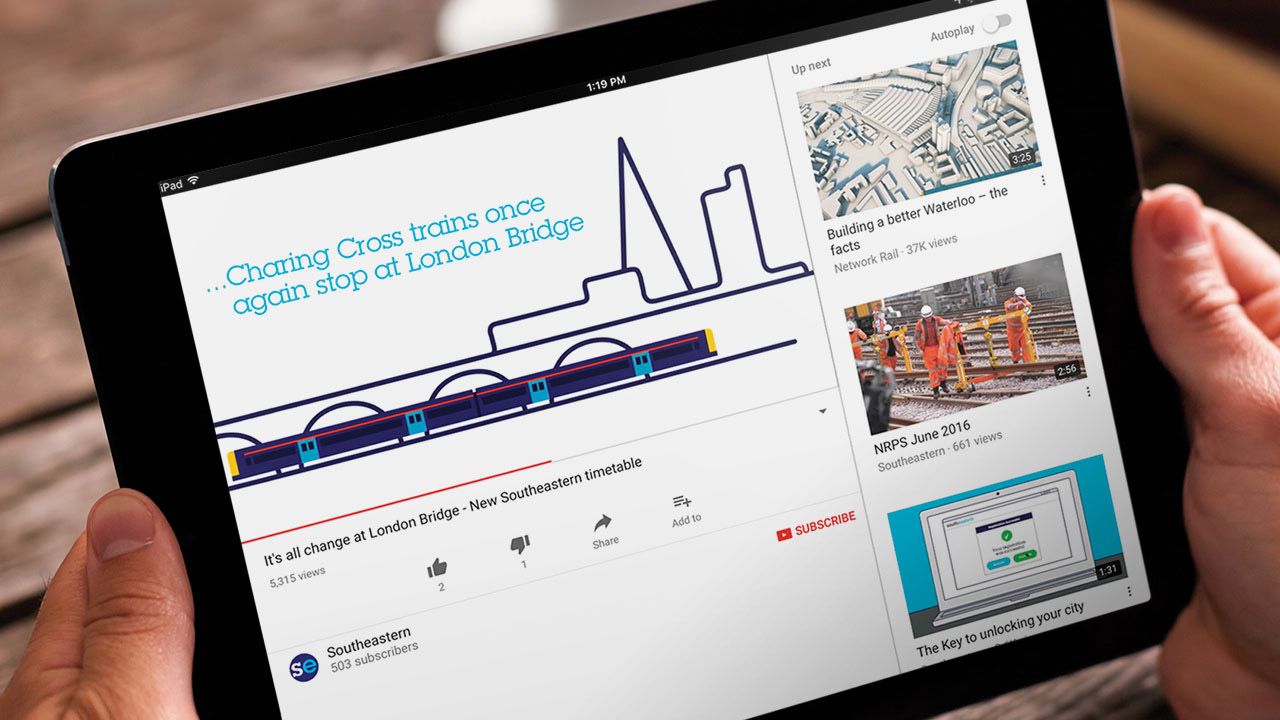 iPad
1:19 PM
...Charing Cross trains once
again stop at London Bridge
It's all change at London Bridge - New Southeastern timetable
5,315 views
2
1
Share
Add to
SUBSCRIBE
se
Southeastern
503 subscribers
Up next
Autoplay
3:25
Building a better Waterloo – the
facts
Network Rail · 37K views
2:56
NRPS June 2016
Southeastern · 661 views
1:31
The Key to unlocking your city